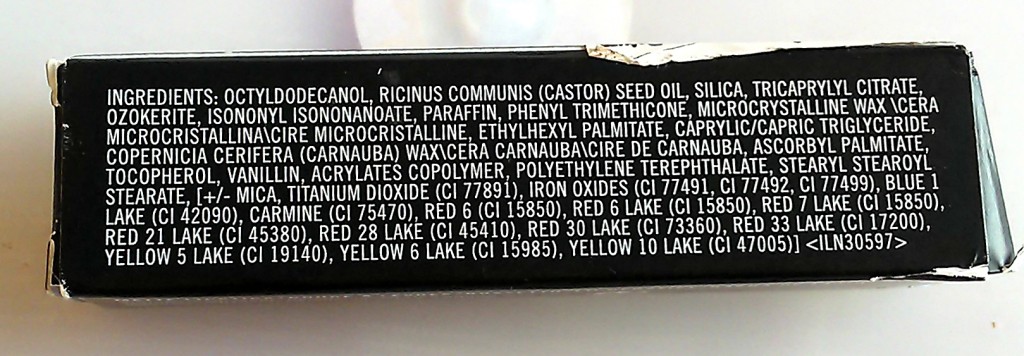 INGREDIENTS: OCTYLDODECANOL, RICINUS COMMUNIS (CASTOR) SEED OIL, SILICA, TRICAPRYLYL CITRATE,
OZOKERITE, ISONONYL ISONONANOATE, PARAFFIN, PHENYL TRIMETHICONE, MICROCRYSTALLINE WAX \CERA
MICROCRISTALLINA\CIRE MICROCRISTALLINE, ETHYLHEXYL PALMITATE, CAPRYLIC/CAPRIC TRIGLYCERIDE,
COPERNICIA CERIFERA (CARNAUBA) WAX\CERA CARNAUBA\CIRE DE CARNAUBA, ASCORBYL PALMITATE,
TOCOPHEROL, VANILLIN, ACRYLATES COPOLYMER, POLYETHYLENE TEREPHTHALATE, STEARYL STEAROYL
STEARATE, [+/- MICA, TITANIUM DIOXIDE (CI 77891), IRON OXIDES (CI 77491, CI 77492, CI 77499), BLUE 1
LAKE (CI 42090), CARMINE (CI 75470), RED 6 (CI 15850), RED 6 LAKE (CI 15850), RED 7 LAKE (CI 15850),
RED 21 LAKE (CI 45380), RED 28 LAKE (CI 45410), RED 30 LAKE (CI 73360), RED 33 LAKE (CI 17200),
YELLOW 5 LAKE (CI 19140), YELLOW 6 LAKE (CI 15985), YELLOW 10 LAKE (CI 47005)] <ILN30597>